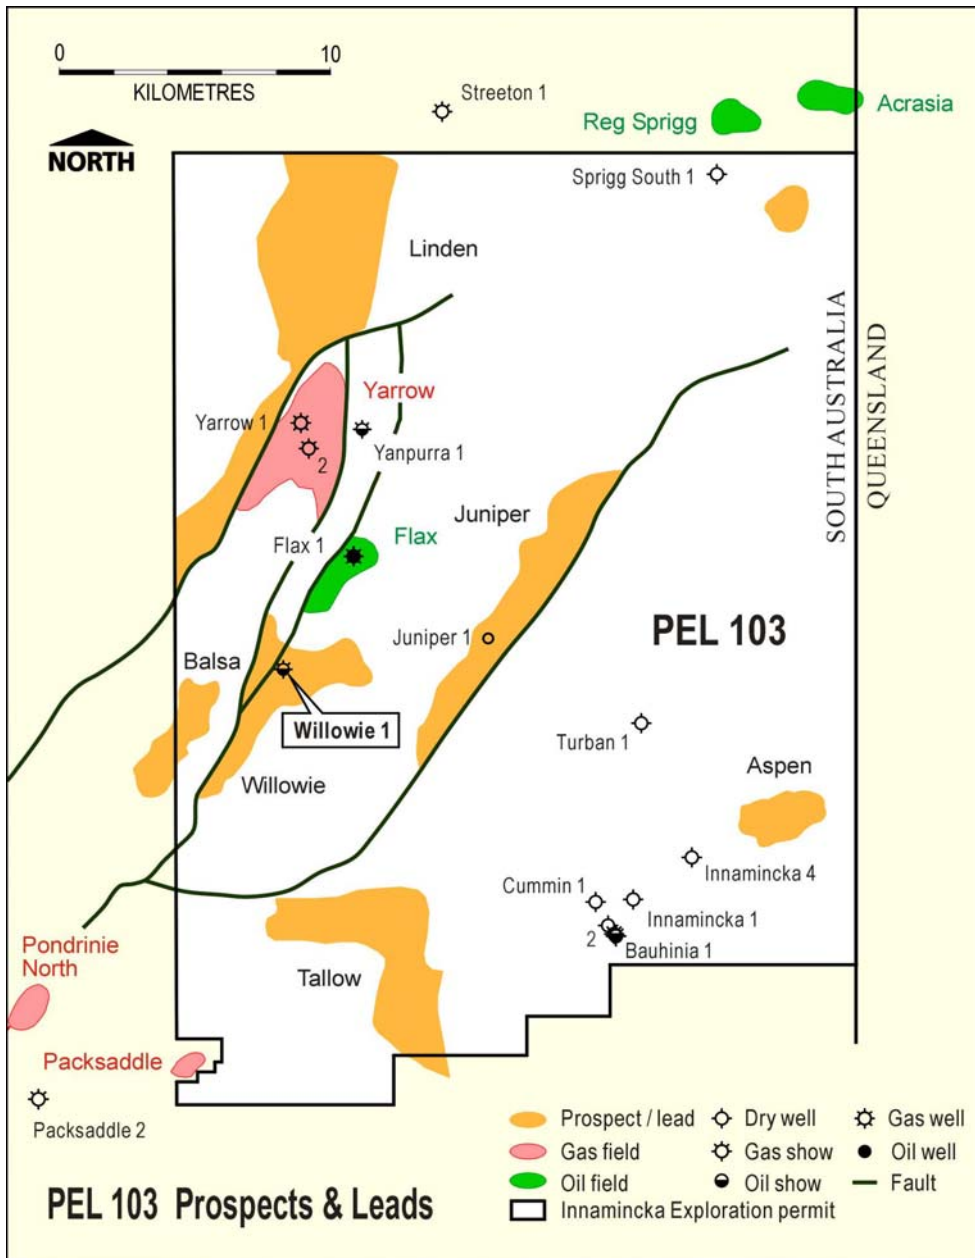 0
10
KILOMETRES
NORTH
Streeton 1
Reg Sprigg
Acrasia
Sprigg South 1
Linden
SOUTH AUSTRALIA
QUEENSLAND
Yarrow
Yarrow 1
2
Yanpurra 1
Juniper
Flax 1
Flax
PEL 103
Juniper 1
Balsa
Willowie 1
Turban 1
Willowie
Aspen
Innamincka 4
Cummin 1
Innamincka 1
2
Bauhinia 1
Pondrinie
North
Tallow
Packsaddle
Packsaddle 2
Prospect / lead
Dry well
Gas well
Gas field
Gas show
Oil well
Oil field
Oil show
Fault
Innamincka Exploration permit
PEL 103 Prospects & Leads